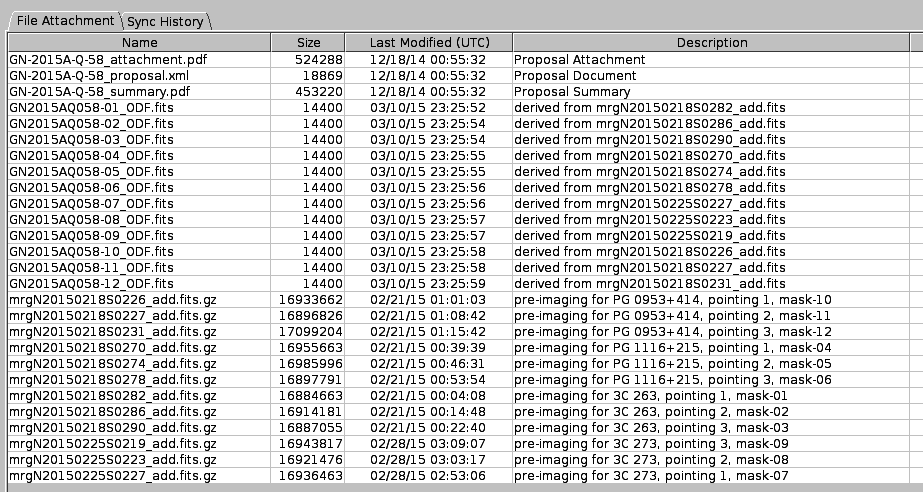 File Attachment Sync History
Name Size Last Modified (UTC) Description
GN-2015A-Q-58_attachment.pdf 524288 12/18/14 00:55:32 Proposal Attachment
GN-2015A-Q-58_proposal.xml 18869 12/18/14 00:55:32 Proposal Document
GN-2015A-Q-58_summary.pdf 453220 12/18/14 00:55:32 Proposal Summary
GN2015AQ058-01_ODF.fits 14400 03/10/15 23:25:52 derived from mrgN20150218S0282_add.fits
GN2015AQ058-02_ODF.fits 14400 03/10/15 23:25:54 derived from mrgN20150218S0286_add.fits
GN2015AQ058-03_ODF.fits 14400 03/10/15 23:25:54 derived from mrgN20150218S0290_add.fits
GN2015AQ058-04_ODF.fits 14400 03/10/15 23:25:55 derived from mrgN20150218S0270_add.fits
GN2015AQ058-05_ODF.fits 14400 03/10/15 23:25:55 derived from mrgN20150218S0274_add.fits
GN2015AQ058-06_ODF.fits 14400 03/10/15 23:25:56 derived from mrgN20150218S0278_add.fits
GN2015AQ058-07_ODF.fits 14400 03/10/15 23:25:56 derived from mrgN20150225S0227_add.fits
GN2015AQ058-08_ODF.fits 14400 03/10/15 23:25:57 derived from mrgN20150225S0223_add.fits
GN2015AQ058-09_ODF.fits 14400 03/10/15 23:25:57 derived from mrgN20150225S0219_add.fits
GN2015AQ058-10_ODF.fits 14400 03/10/15 23:25:58 derived from mrgN20150218S0226_add.fits
GN2015AQ058-11_ODF.fits 14400 03/10/15 23:25:58 derived from mrgN20150218S0227_add.fits
GN2015AQ058-12_ODF.fits 14400 03/10/15 23:25:59 derived from mrgN20150218S0231_add.fits
mrgN20150218S0226_add.fits.gz 16933662 02/21/15 01:01:03 pre-imaging for PG 0953+414, pointing 1, mask-10
mrgN20150218S0227_add.fits.gz 16896826 02/21/15 01:08:42 pre-imaging for PG 0953+414, pointing 2, mask-11
mrgN20150218S0231_add.fits.gz 17099204 02/21/15 01:15:42 pre-imaging for PG 0953+414, pointing 3, mask-12
mrgN20150218S0270_add.fits.gz 16955663 02/21/15 00:39:39 pre-imaging for PG 1116+215, pointing 1, mask-04
mrgN20150218S0274_add.fits.gz 16985996 02/21/15 00:46:31 pre-imaging for PG 1116+215, pointing 2, mask-05
mrgN20150218S0278_add.fits.gz 16897791 02/21/15 00:53:54 pre-imaging for PG 1116+215, pointing 3, mask-06
mrgN20150218S0282_add.fits.gz 16884663 02/21/15 00:04:08 pre-imaging for 3C 263, pointing 1, mask-01
mrgN20150218S0286_add.fits.gz 16914181 02/21/15 00:14:48 pre-imaging for 3C 263, pointing 2, mask-02
mrgN20150218S0290_add.fits.gz 16887055 02/21/15 00:22:40 pre-imaging for 3C 263, pointing 3, mask-03
mrgN20150225S0219_add.fits.gz 16943817 02/28/15 03:09:07 pre-imaging for 3C 273, pointing 3, mask-09
mrgN20150225S0223_add.fits.gz 16921476 02/28/15 03:03:17 pre-imaging for 3C 273, pointing 2, mask-08
mrgN20150225S0227_add.fits.gz 16936463 02/28/15 02:53:06 pre-imaging for 3C 273, pointing 1, mask-07